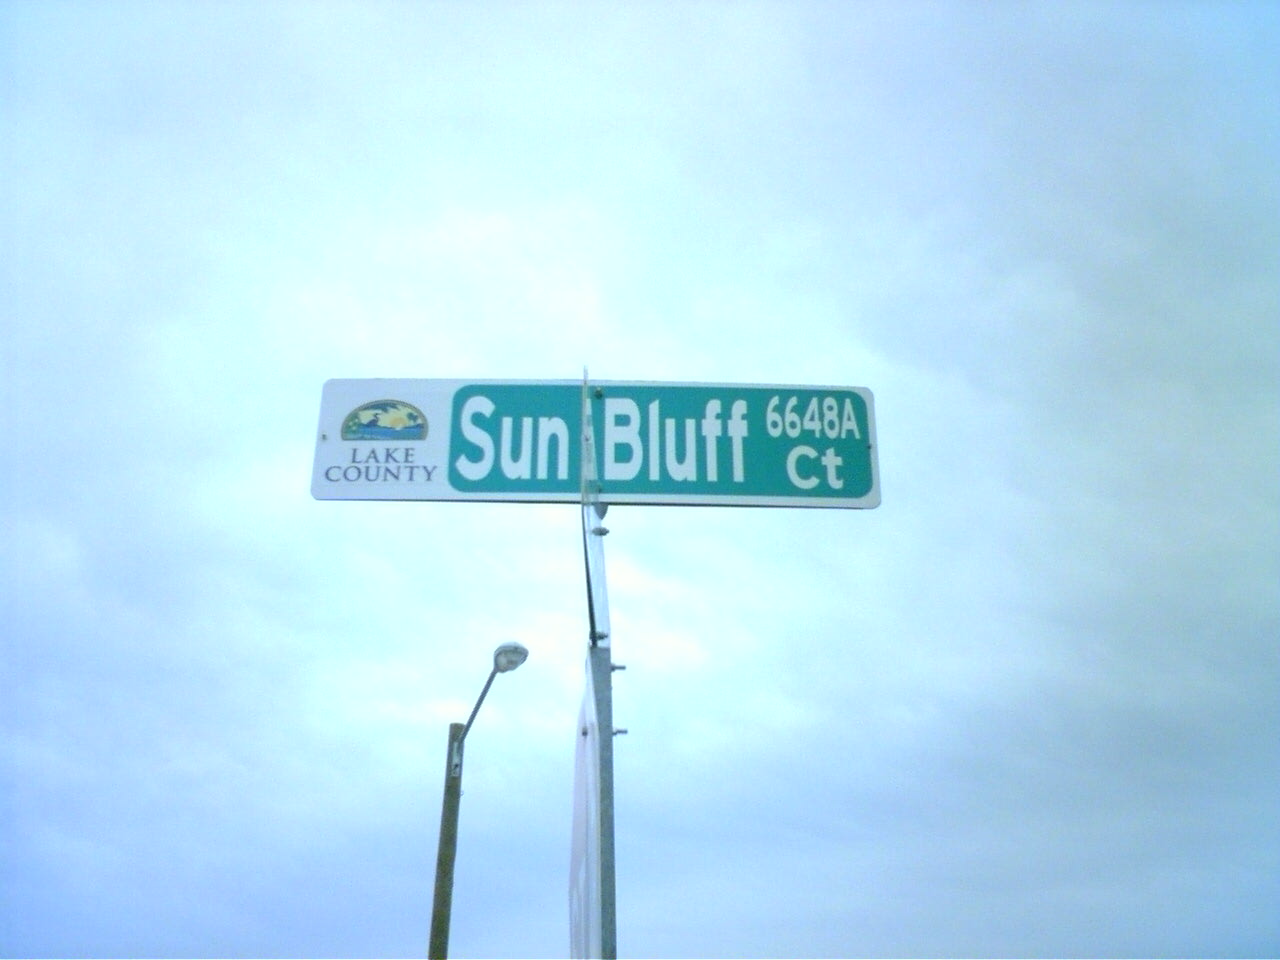 LAKE
COUNTY
Sun Bluff
6648A
Ct